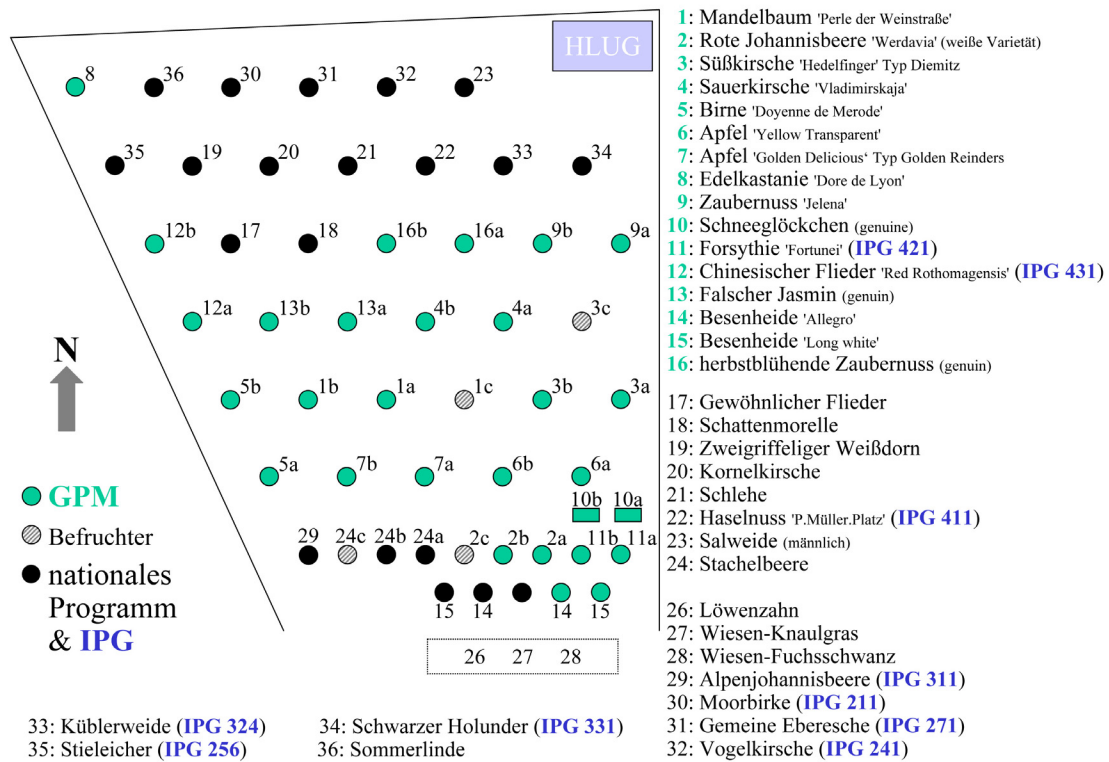 HLUG
8 36 30 31 32 23
35 19 20 21 22 33 34
12b 17 18 16b 16a 9b 9a
12a 13b 13a 4b 4a 3c
N
5b 1b 1a 1c 3b 3a
5a 7b 7a 6b 6a
10b 10a
29 24c 24b 24a 2c 2b 2a 11b 11a
15 14 14 15
26 27 28
GPM
Befruchter
nationales
Programm
& IPG
1: Mandelbaum 'Perle der Weinstraße'
2: Rote Johannisbeere 'Werdavia' (weiße Varietät)
3: Süßkirsche 'Hedelfinger' Typ Diemitz
4: Sauerkirsche 'Vladimirskaja'
5: Birne 'Doyenne de Merode'
6: Apfel 'Yellow Transparent'
7: Apfel 'Golden Delicious‘ Typ Golden Reinders
8: Edelkastanie 'Dore de Lyon'
9: Zaubernuss 'Jelena'
10: Schneeglöckchen (genuine)
11: Forsythie 'Fortunei' (IPG 421)
12: Chinesischer Flieder 'Red Rothomagensis' (IPG 431)
13: Falscher Jasmin (genuin)
14: Besenheide 'Allegro'
15: Besenheide 'Long white'
16: herbstblühende Zaubernuss (genuin)
17: Gewöhnlicher Flieder
18: Schattenmorelle
19: Zweigriffeliger Weißdorn
20: Kornelkirsche
21: Schlehe
22: Haselnuss 'P.Müller.Platz' (IPG 411)
23: Salweide (männlich)
24: Stachelbeere
26: Löwenzahn
27: Wiesen-Knaulgras
28: Wiesen-Fuchsschwanz
29: Alpenjohannisbeere (IPG 311)
30: Moorbirke (IPG 211)
31: Gemeine Eberesche (IPG 271)
32: Vogelkirsche (IPG 241)
33: Küblerweide (IPG 324)
34: Schwarzer Holunder (IPG 331)
35: Stieleicher (IPG 256)
36: Sommerlinde